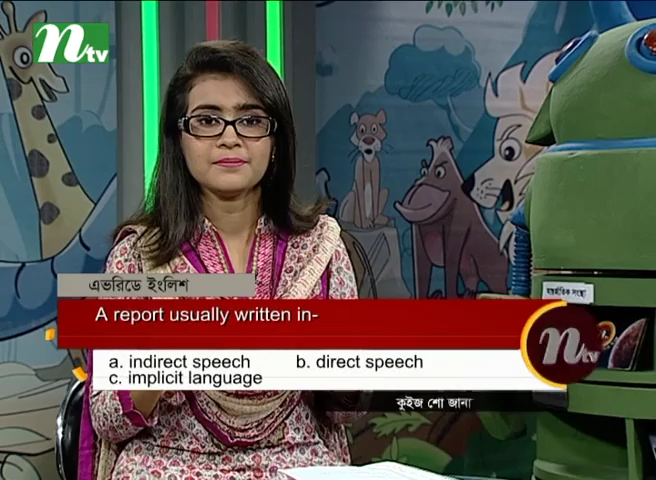 ntv
এভরিডে ইংলিশ
A report usually written in-
a. indirect speech b. direct speech
c. implicit language
ntv
কুইজ শো জানা